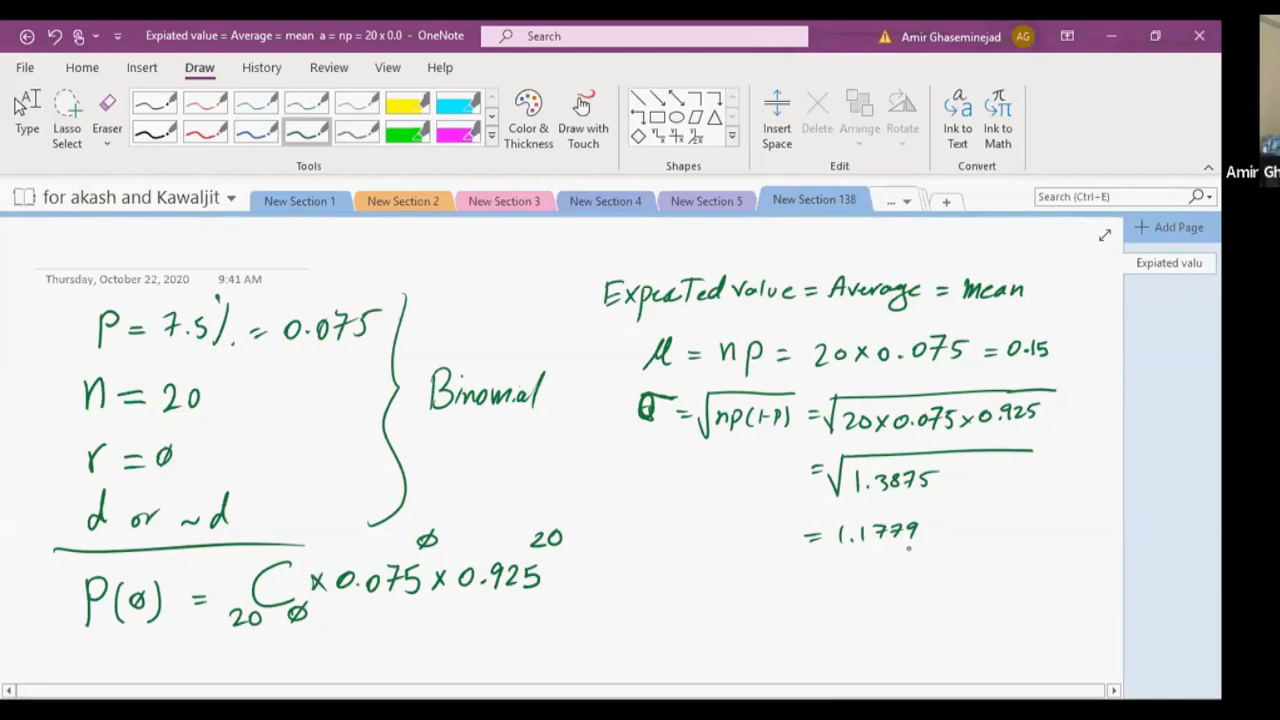 Expiated value = Average = mean a = np = 20 x 0.0 - OneNote
Search
Amir Ghaseminejad
AG
File Home Insert Draw History Review View Help
Type
Lasso Select
Eraser
Color & Thickness
Draw with Touch
Insert Space
Delete
Arrange
Rotate
Ink to Text
Ink to Math
Tools
Shapes
Edit
Convert
for akash and Kawaljit
New Section 1
New Section 2
New Section 3
New Section 4
New Section 5
New Section 138
...
Search (Ctrl+E)
Amir Gh
Add Page
Expiated valu
Thursday, October 22, 2020 9:41 AM
P = 7.5% = 0.075
n = 20
r = ϕ
d or ~d
Binomial
P(ϕ) = 20Cϕ × 0.075^ϕ × 0.925^20
Expected value = Average = mean
μ = np = 20 × 0.075 = 0.15
σ = √np(1-p) = √20×0.075×0.925
= √1.3875
= 1.1779